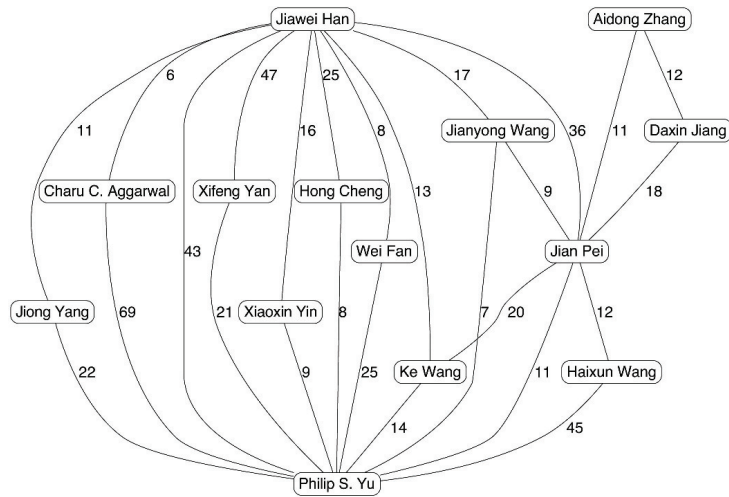 Jiawei Han
Aidong Zhang
6
47
25
17
12
11
16
8
36
11
Jianyong Wang
Daxin Jiang
Charu C. Aggarwal
Xifeng Yan
Hong Cheng
13
9
18
43
Wei Fan
Jian Pei
Jiong Yang
69
21
Xiaoxin Yin
8
7
20
12
22
9
25
Ke Wang
11
Haixun Wang
14
45
Philip S. Yu